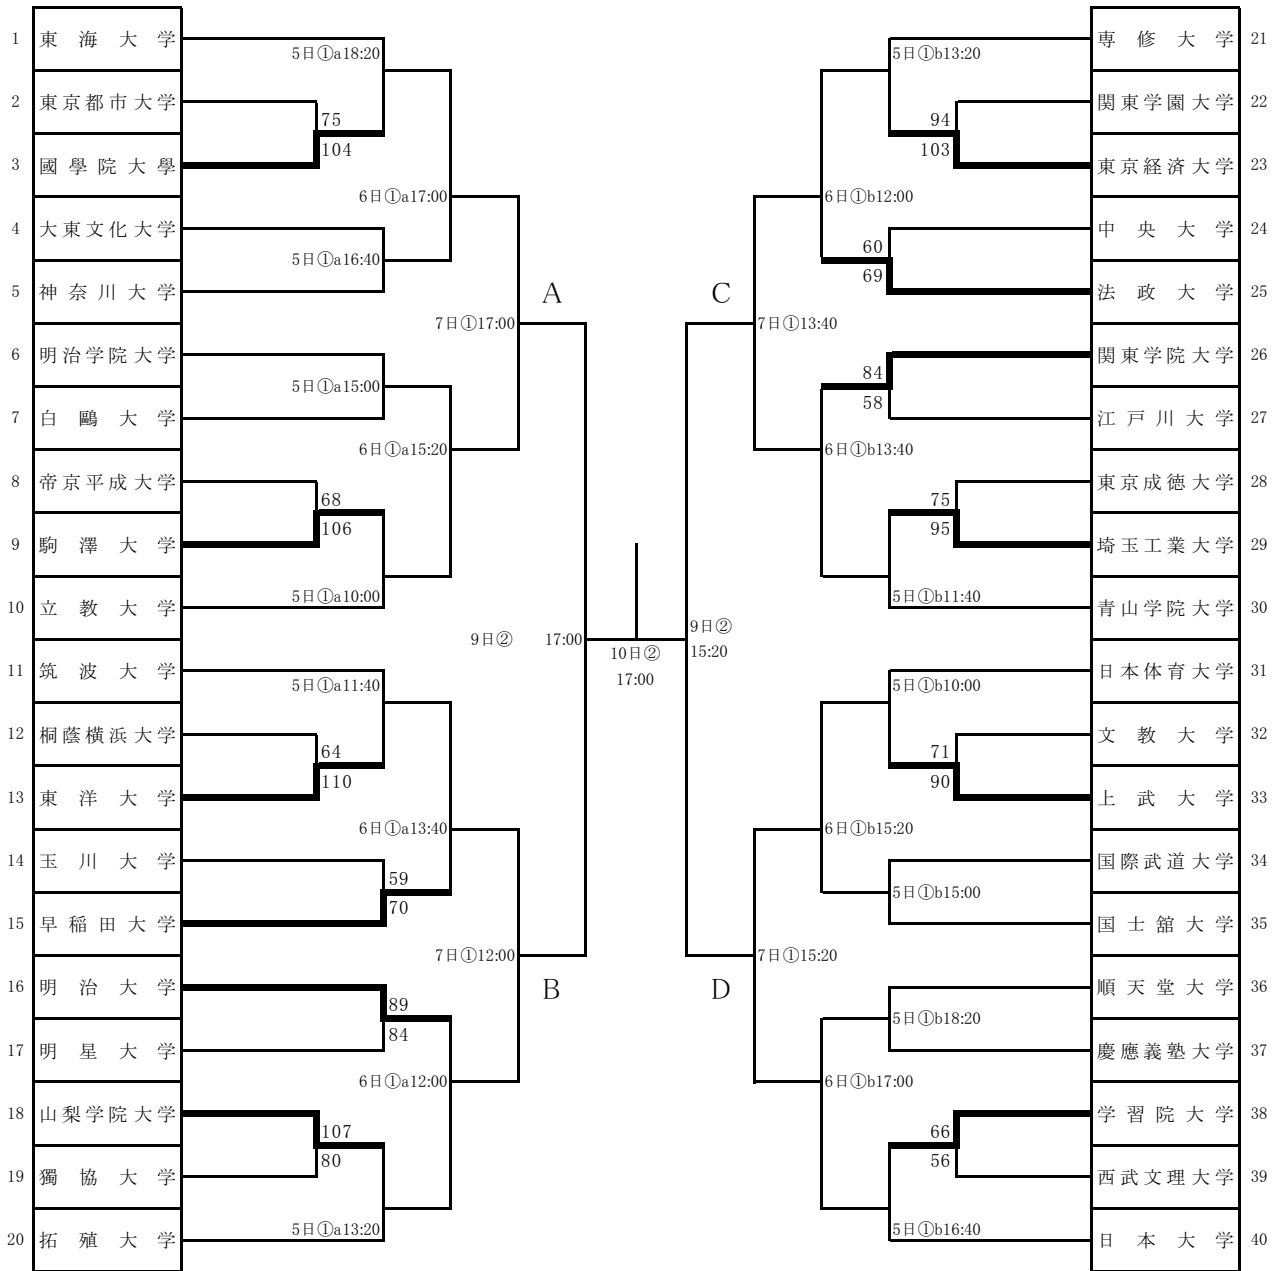 1 東海大学
5日①a18:20
2 東京都市大学
75
104
3 國學院大學
6日①a17:00
4 大東文化大学
5日①a16:40
5 神奈川大学
A
7日①17:00
6 明治学院大学
5日①a15:00
7 白鷗大学
6日①a15:20
8 帝京平成大学
68
106
9 駒澤大学
5日①a10:00
10 立教大学
9日② 17:00
11 筑波大学
5日①a11:40
12 桐蔭横浜大学
64
110
13 東洋大学
6日①a13:40
14 玉川大学
59
70
15 早稲田大学
7日①12:00
B
16 明治大学
89
84
17 明星大学
6日①a12:00
18 山梨学院大学
107
80
19 獨協大学
5日①a13:20
20 拓殖大学
10日②
17:00
専修大学 21
5日①b13:20
関東学園大学 22
94
103
東京経済大学 23
6日①b12:00
中央大学 24
60
69
法政大学 25
C
7日①13:40
関東学院大学 26
84
58
江戸川大学 27
6日①b13:40
東京成徳大学 28
75
95
埼玉工業大学 29
5日①b11:40
青山学院大学 30
9日②
15:20
日本体育大学 31
5日①b10:00
文教大学 32
71
90
上武大学 33
6日①b15:20
国際武道大学 34
5日①b15:00
国士舘大学 35
7日①15:20
D
順天堂大学 36
5日①b18:20
慶應義塾大学 37
6日①b17:00
学習院大学 38
66
56
西武文理大学 39
5日①b16:40
日本大学 40